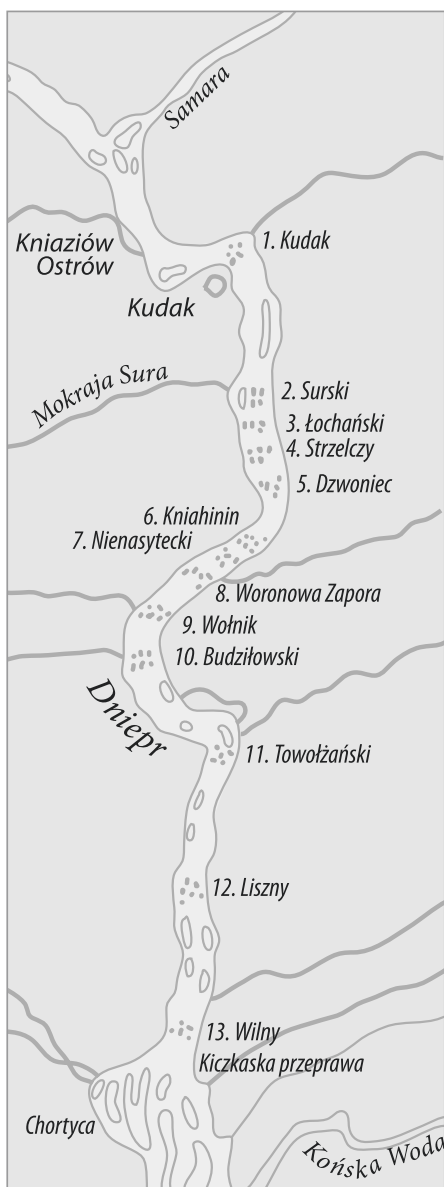 Samara
1. Kudak
Kniaziów
Ostrów
Kudak
Mokraja Sura
2. Surski
3. Łochański
4. Strzelczy
5. Dzwoniec
6. Kniahinin
7. Nienasytecki
8. Woronowa Zapora
9. Wołnik
10. Budziłowski
Dniepr
11. Towołżański
12. Liszny
13. Wilny
Kiczkaska przeprawa
Chortyca
Końska Woda